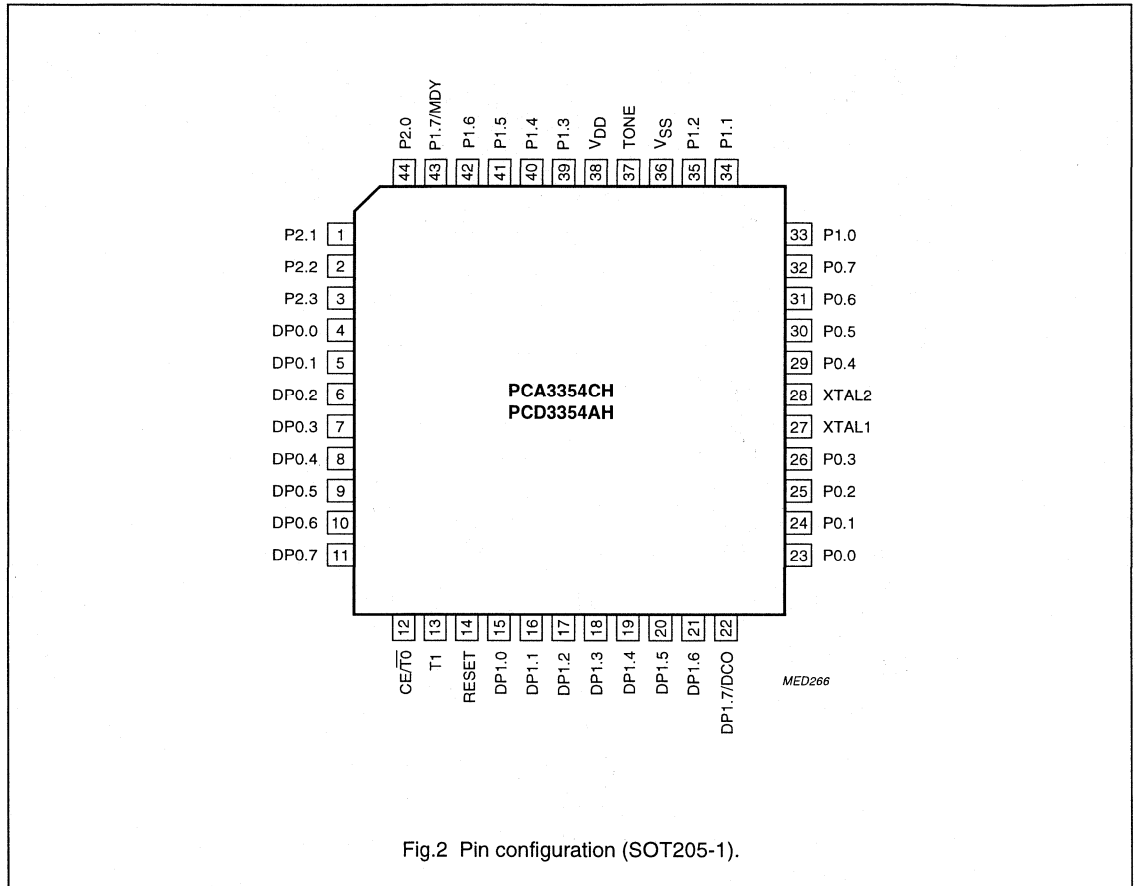 P2.0 P1.7/MDY P1.6 P1.5 P1.4 P1.3 VDD TONE VSS P1.2 P1.1
44 43 42 41 40 39 38 37 36 35 34
P2.1 1
P2.2 2
P2.3 3
DP0.0 4
DP0.1 5
DP0.2 6
DP0.3 7
DP0.4 8
DP0.5 9
DP0.6 10
DP0.7 11
PCA3354CH
PCD3354AH
33 P1.0
32 P0.7
31 P0.6
30 P0.5
29 P0.4
28 XTAL2
27 XTAL1
26 P0.3
25 P0.2
24 P0.1
23 P0.0
12 13 14 15 16 17 18 19 20 21 22
CE/T0 T1 RESET DP1.0 DP1.1 DP1.2 DP1.3 DP1.4 DP1.5 DP1.6 DP1.7/DCO
MED266
Fig.2 Pin configuration (SOT205-1).